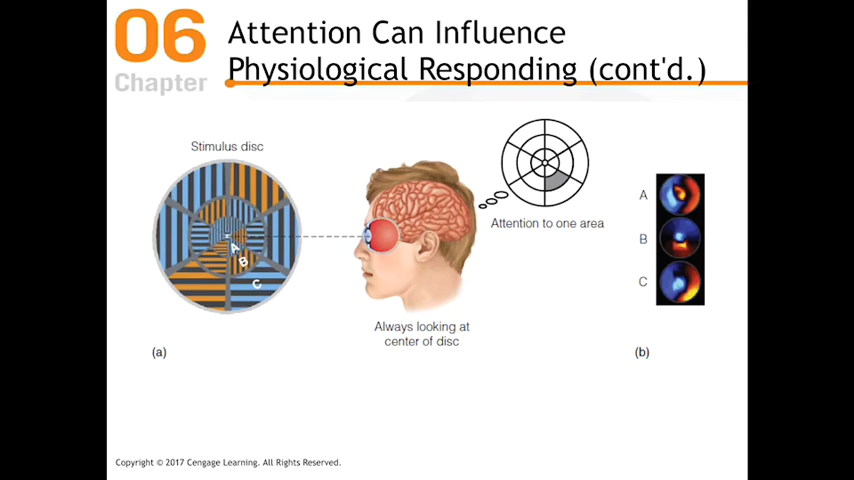 06
Chapter
Attention Can Influence
Physiological Responding (cont'd.)
Stimulus disc
A
B
C
Attention to one area
Always looking at
center of disc
(a)
A
B
C
(b)
Copyright © 2017 Cengage Learning. All Rights Reserved.